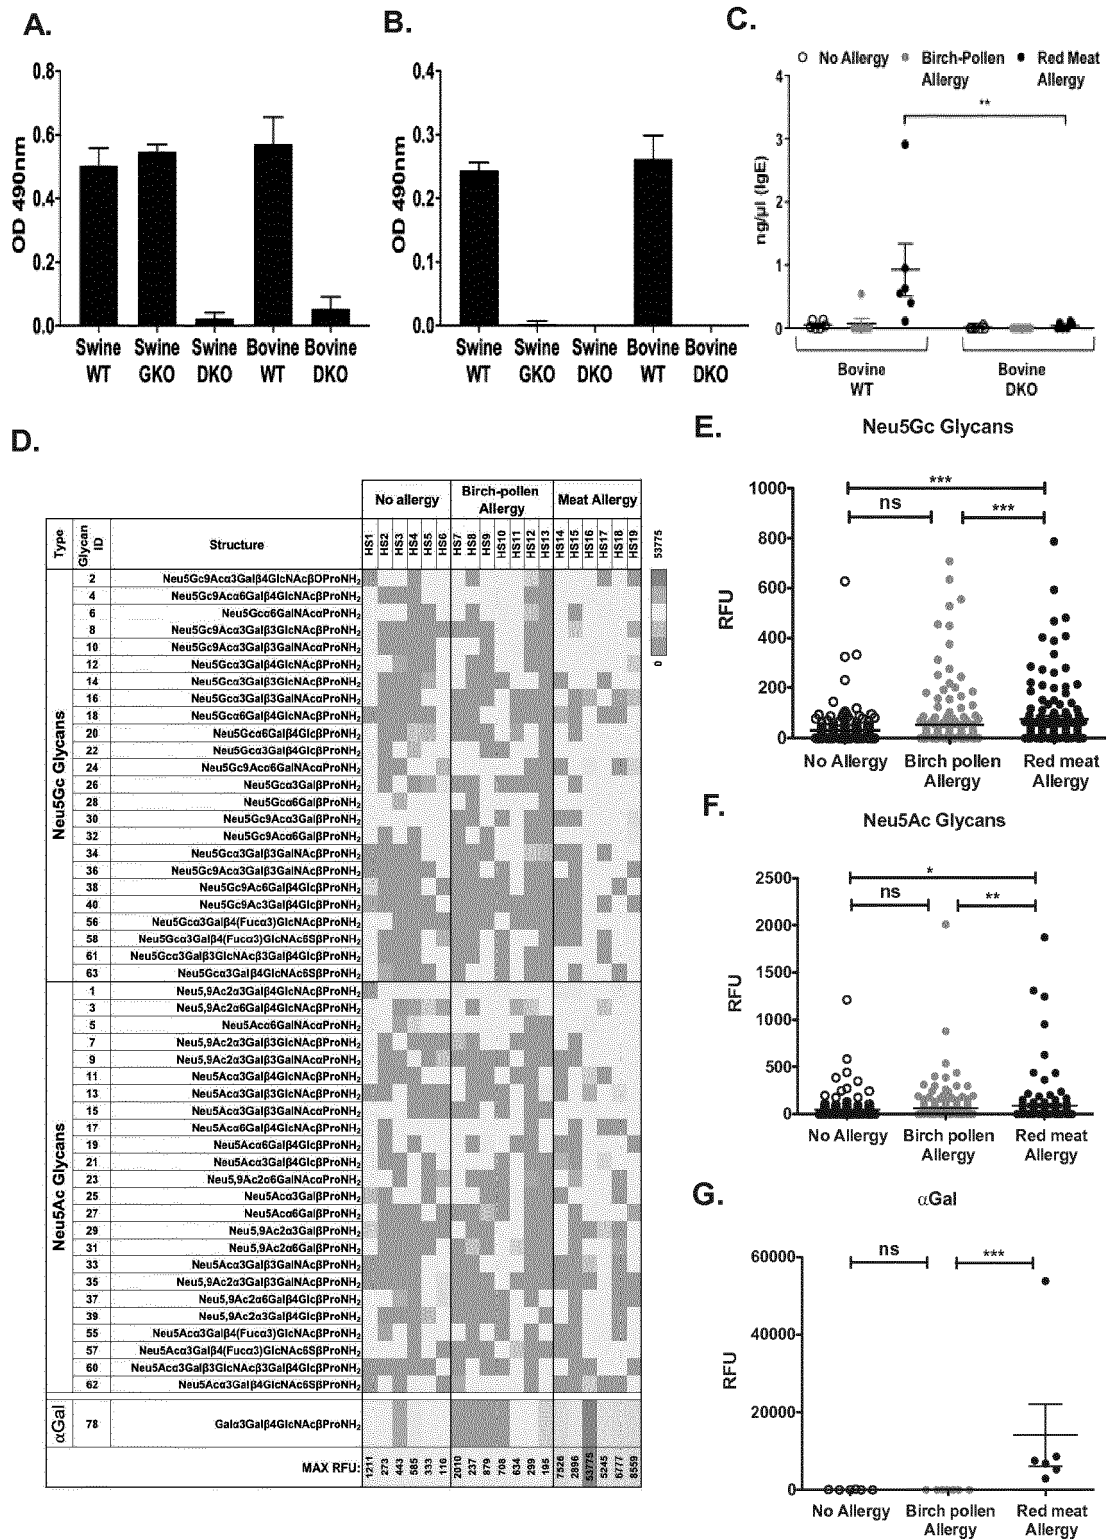 A.
OD 490nm
0.8
0.6
0.4
0.2
0.0
Swine WT
Swine GKO
Swine DKO
Bovine WT
Bovine DKO
B.
OD 490nm
0.4
0.3
0.2
0.1
0.0
Swine WT
Swine GKO
Swine DKO
Bovine WT
Bovine DKO
C.
No Allergy
Birch-Pollen Allergy
Red Meat Allergy
ng/µl (IgE)
4
3
2
1
0
**
Bovine WT
Bovine DKO
D.
No allergy
Birch-pollen Allergy
Meat Allergy
Type
Glycan ID
Structure
HS1 HS2 HS3 HS4 HS5 HS6 HS7 HS8 HS9 HS10 HS11 HS12 HS13 HS14 HS15 HS16 HS17 HS18 HS19
53775
0
Neu5Gc Glycans
2 Neu5Gc9Acα3Galβ4GlcNAcβOProNH₂
4 Neu5Gc9Acα6Galβ4GlcNAcβProNH₂
6 Neu5Gcα6GalNAcαProNH₂
8 Neu5Gc9Acα3Galβ3GlcNAcβProNH₂
10 Neu5Gc9Acα3Galβ3GalNAcαProNH₂
12 Neu5Gcα3Galβ4GlcNAcβProNH₂
14 Neu5Gcα3Galβ3GlcNAcβProNH₂
16 Neu5Gcα3Galβ3GalNAcαProNH₂
18 Neu5Gcα6Galβ4GlcNAcβProNH₂
20 Neu5Gcα6Galβ4GlcβProNH₂
22 Neu5Gcα3Galβ4GlcβProNH₂
24 Neu5Gc9Acα6GalNAcαProNH₂
26 Neu5Gcα3GalβProNH₂
28 Neu5Gcα6GalβProNH₂
30 Neu5Gc9Acα3GalβProNH₂
32 Neu5Gc9Acα6GalβProNH₂
34 Neu5Gcα3Galβ3GalNAcβProNH₂
36 Neu5Gc9Acα3Galβ3GalNAcβProNH₂
38 Neu5Gc9Ac6Galβ4GlcβProNH₂
40 Neu5Gc9Ac3Galβ4GlcβProNH₂
56 Neu5Gcα3Galβ4(Fucα3)GlcNAcβProNH₂
58 Neu5Gcα3Galβ4(Fucα3)GlcNAc6SβProNH₂
61 Neu5Gcα3Galβ3GlcNAcβ3Galβ4GlcβProNH₂
63 Neu5Gcα3Galβ4GlcNAc6SβProNH₂
Neu5Ac Glycans
1 Neu5,9Ac2α3Galβ4GlcNAcβProNH₂
3 Neu5,9Ac2α6Galβ4GlcNAcβProNH₂
5 Neu5Acα6GalNAcαProNH₂
7 Neu5,9Ac2α3Galβ3GlcNAcβProNH₂
9 Neu5,9Ac2α3Galβ3GalNAcαProNH₂
11 Neu5Acα3Galβ4GlcNAcβProNH₂
13 Neu5Acα3Galβ3GlcNAcβProNH₂
15 Neu5Acα3Galβ3GalNAcαProNH₂
17 Neu5Acα6Galβ4GlcNAcβProNH₂
19 Neu5Acα6Galβ4GlcβProNH₂
21 Neu5Acα3Galβ4GlcβProNH₂
23 Neu5,9Ac2α6GalNAcαProNH₂
25 Neu5Acα3GalβProNH₂
27 Neu5Acα6GalβProNH₂
29 Neu5,9Ac2α3GalβProNH₂
31 Neu5,9Ac2α6GalβProNH₂
33 Neu5Acα3Galβ3GalNAcβProNH₂
35 Neu5,9Ac2α3Galβ3GalNAcβProNH₂
37 Neu5,9Ac2α6Galβ4GlcβProNH₂
39 Neu5,9Ac2α3Galβ4GlcβProNH₂
55 Neu5Acα3Galβ4(Fucα3)GlcNAcβProNH₂
57 Neu5Acα3Galβ4(Fucα3)GlcNAc6SβProNH₂
60 Neu5Acα3Galβ3GlcNAcβ3Galβ4GlcβProNH₂
62 Neu5Acα3Galβ4GlcNAc6SβProNH₂
αGal
78 Galα3Galβ4GlcNAcβProNH₂
MAX RFU: 1211 273 443 585 333 110 2010 237 879 708 634 299 195 7526 2896 53775 5245 6777 8559
E.
Neu5Gc Glycans
RFU
1000
800
600
400
200
0
***
ns
***
No Allergy
Birch pollen Allergy
Red meat Allergy
F.
Neu5Ac Glycans
RFU
2500
2000
1500
1000
500
0
*
ns
**
No Allergy
Birch pollen Allergy
Red meat Allergy
G.
αGal
RFU
60000
40000
20000
0
ns
***
No Allergy
Birch pollen Allergy
Red meat Allergy